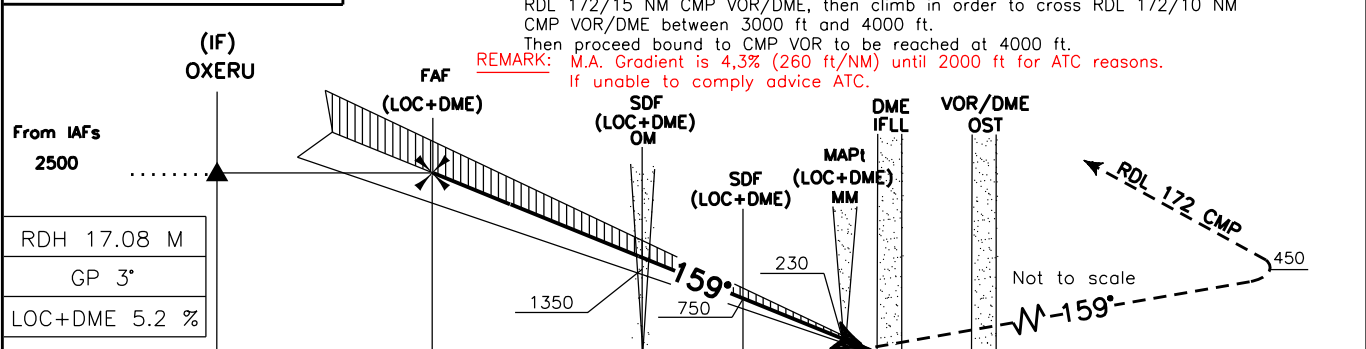 RDL 172/15 NM CMP VOR/DME, then climb in order to cross RDL 172/10 NM
CMP VOR/DME between 3000 ft and 4000 ft.
Then proceed bound to CMP VOR to be reached at 4000 ft.
REMARK: M.A. Gradient is 4,3% (260 ft/NM) until 2000 ft for ATC reasons.
If unable to comply advice ATC.
(IF)
OXERU
FAF
(LOC+DME)
SDF
(LOC+DME)
OM
DME
IFLL
VOR/DME
OST
From IAFs
2500
MAPt
(LOC+DME)
MM
SDF
(LOC+DME)
RDL 172 CMP
RDH 17.08 M
GP 3°
LOC+DME 5.2 %
159°
230
1350
750
Not to scale
450
159°